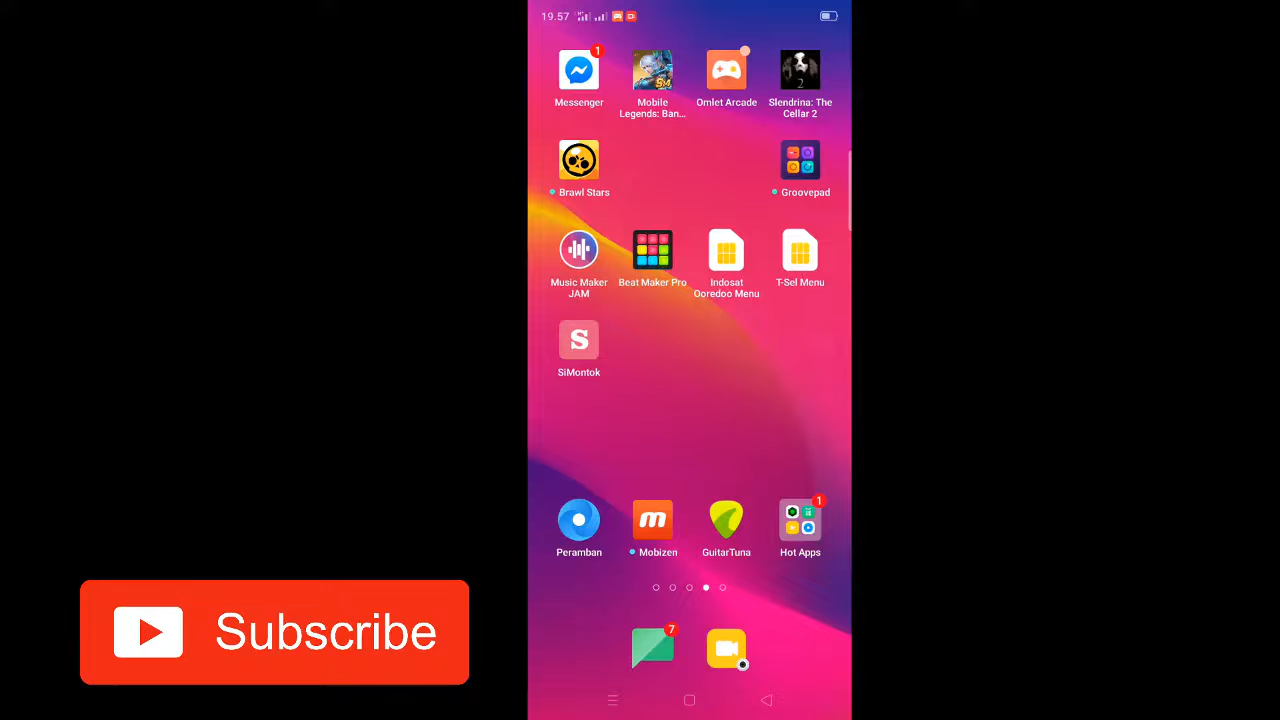 19.57
1
Messenger
Mobile
Legends: Ban...
Omlet Arcade
Slendrina: The
Cellar 2
Brawl Stars
Groovepad
Music Maker
JAM
Beat Maker Pro
Indosat
Ooredoo Menu
T-Sel Menu
S
SiMontok
Peramban
m
Mobizen
GuitarTuna
1
Hot Apps
Subscribe
7